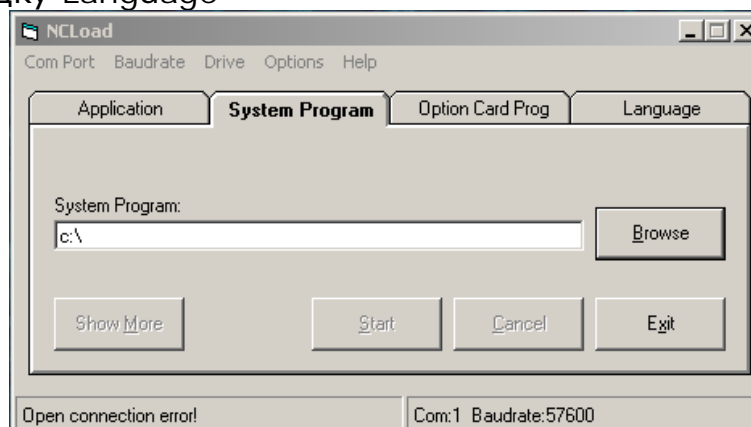 Language
NCLoad
Com Port Baudrate Drive Options Help
Application System Program Option Card Prog Language
System Program:
c:\
Browse
Show More Start Cancel Exit
Open connection error! Com:1 Baudrate:57600